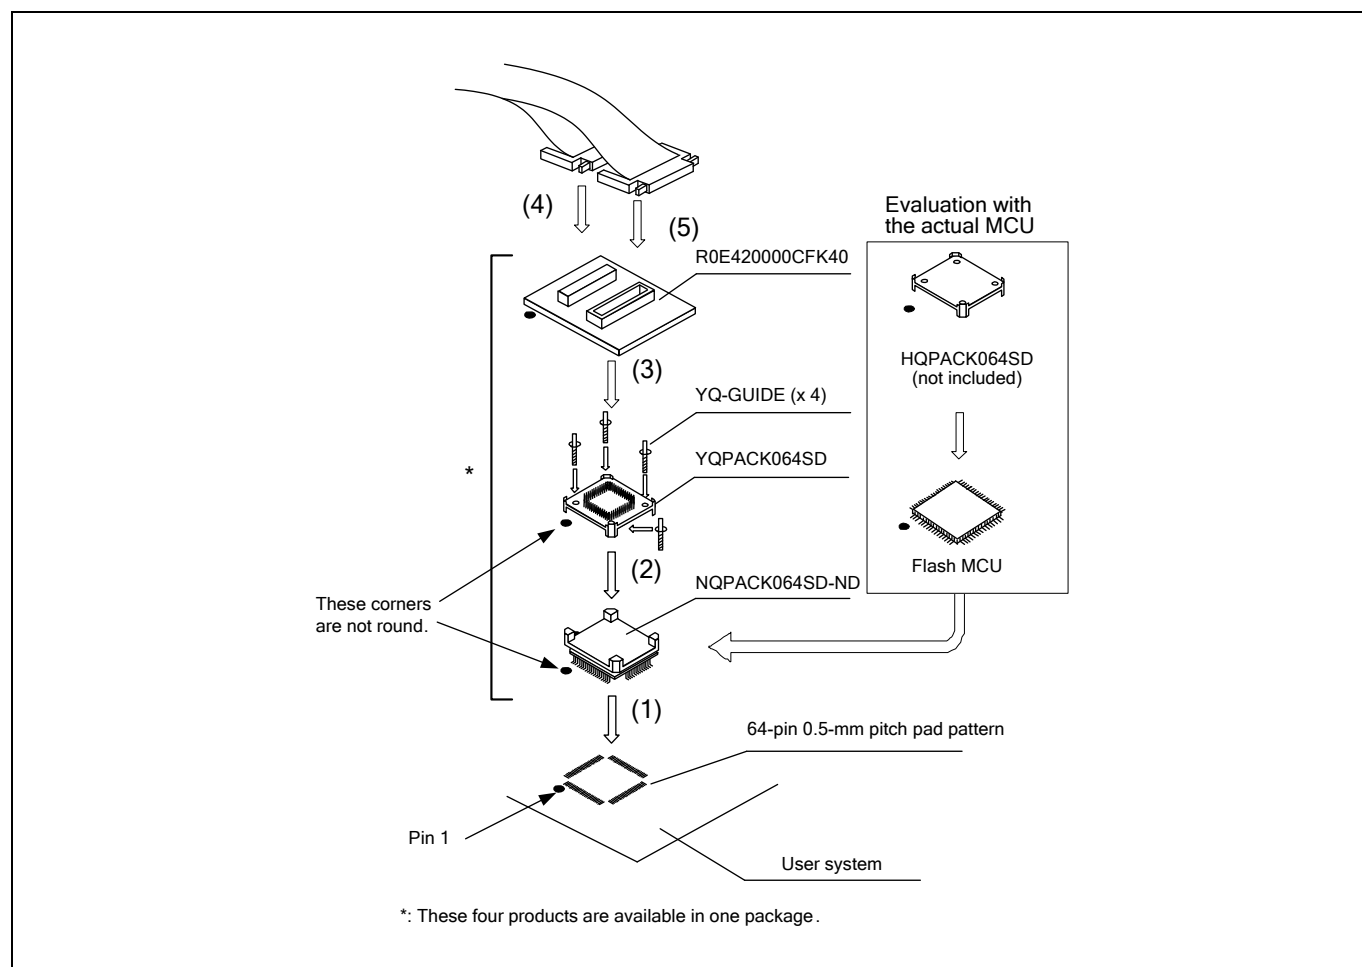 (4)
(5)
Evaluation with
the actual MCU
R0E420000CFK40
(3)
HQPACK064SD
(not included)
YQ-GUIDE (x 4)
*
YQPACK064SD
(2)
Flash MCU
NQPACK064SD-ND
These corners
are not round.
(1)
64-pin 0.5-mm pitch pad pattern
Pin 1
User system
*: These four products are available in one package.